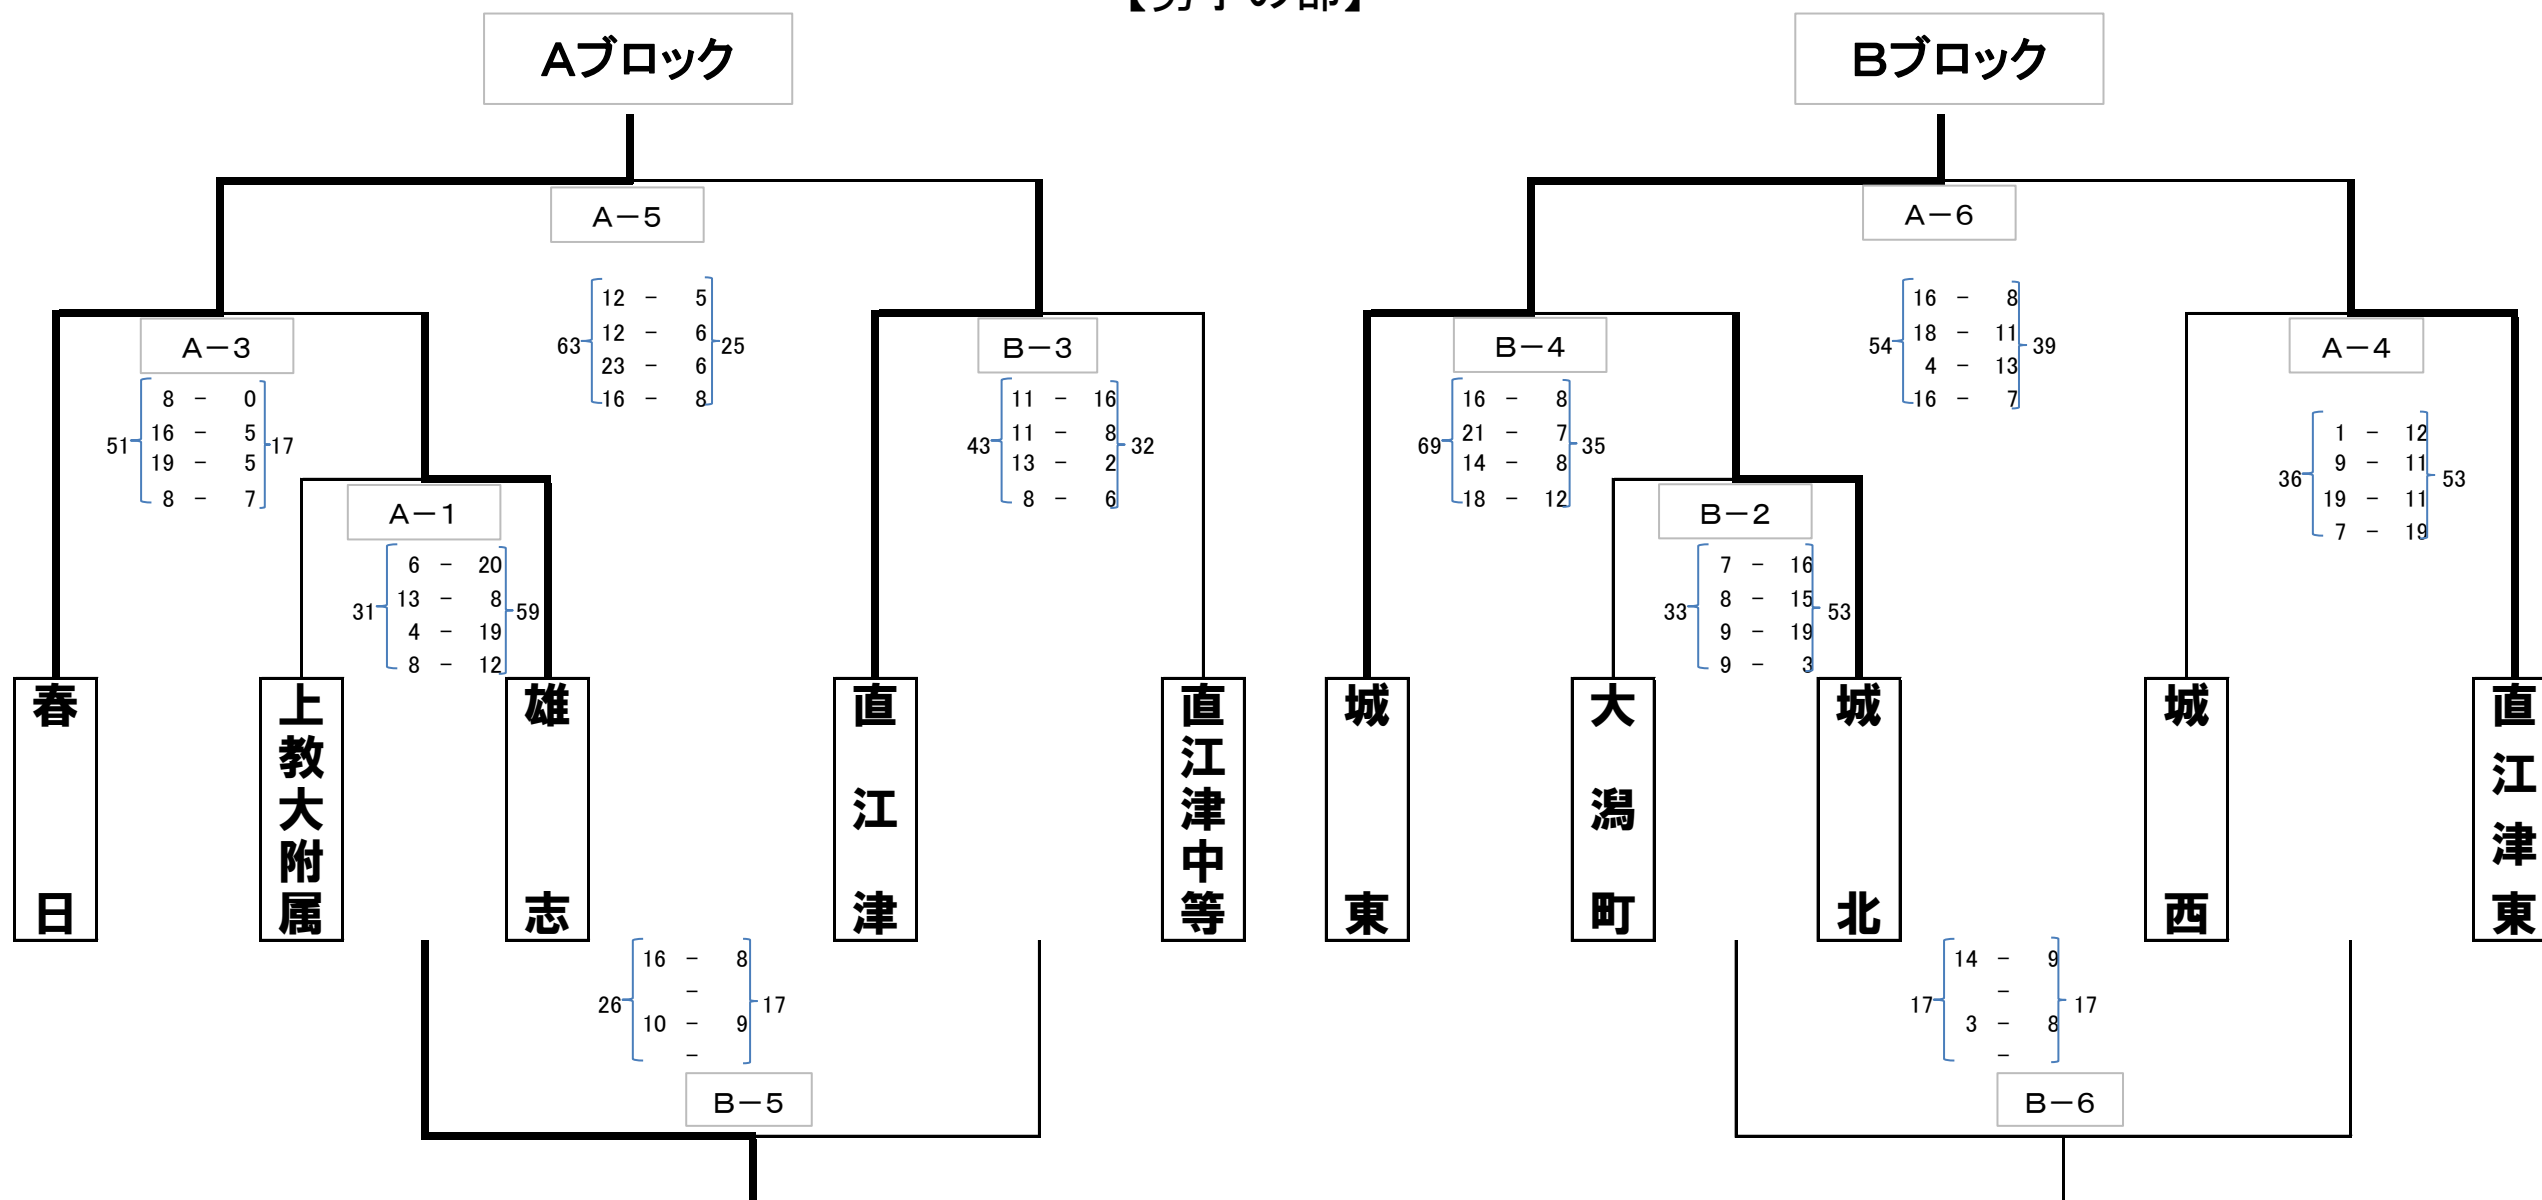 【男子の部】
Aブロック
Bブロック
A－5
A－6
12 － 5
12 － 6
23 － 6
16 － 8
63
25
16 － 8
18 － 11
4 － 13
16 － 7
54
39
A－3
8 － 0
16 － 5
19 － 5
8 － 7
51
17
B－3
11 － 16
11 － 8
13 － 2
8 － 6
43
32
B－4
16 － 8
21 － 7
14 － 8
18 － 12
69
35
A－4
1 － 12
9 － 11
19 － 11
7 － 19
36
53
A－1
6 － 20
13 － 8
4 － 19
8 － 12
31
59
B－2
7 － 16
8 － 15
9 － 19
9 － 3
33
53
春日
上教大附属
雄志
直江津
直江津中等
城東
大潟町
城北
城西
直江津東
16 － 8
－
10 － 9
－
26
17
B－5
14 － 9
－
3 － 8
－
17
17
B－6